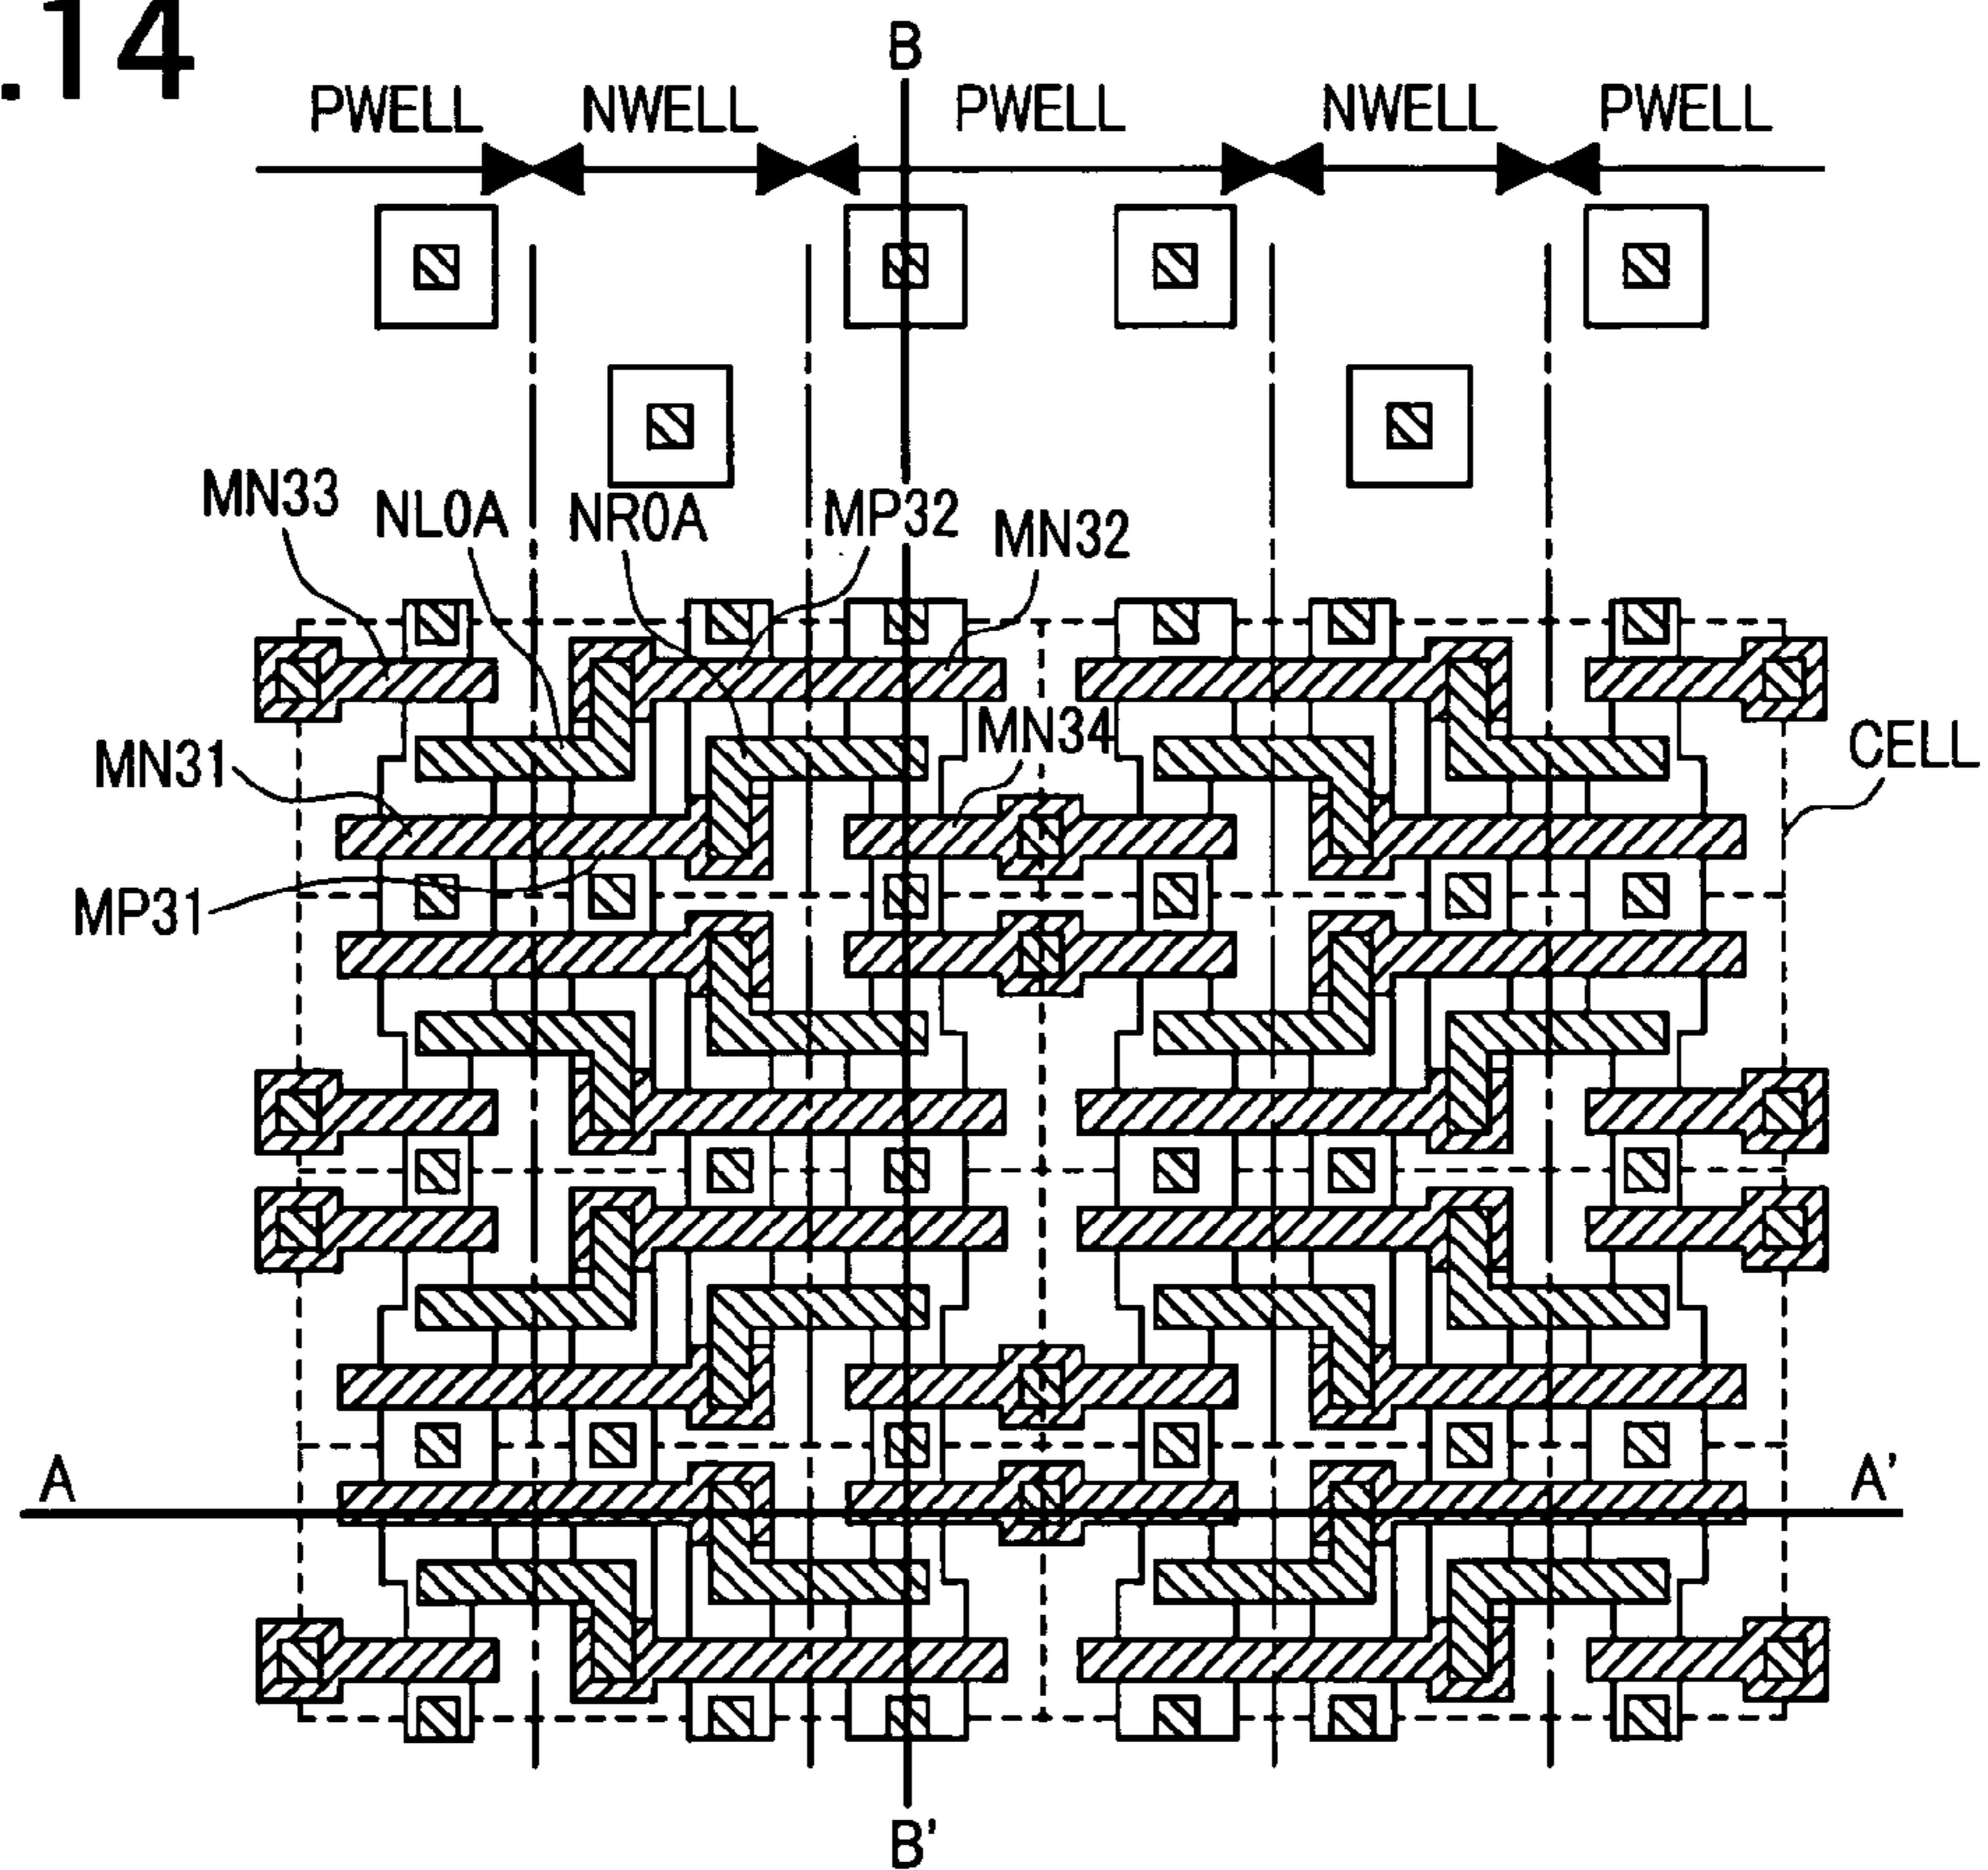 .14
B
PWELL NWELL PWELL NWELL PWELL
MN33 NL0A NR0A MP32 MN32
MN34
MN31 CELL
MP31
A A'
B'